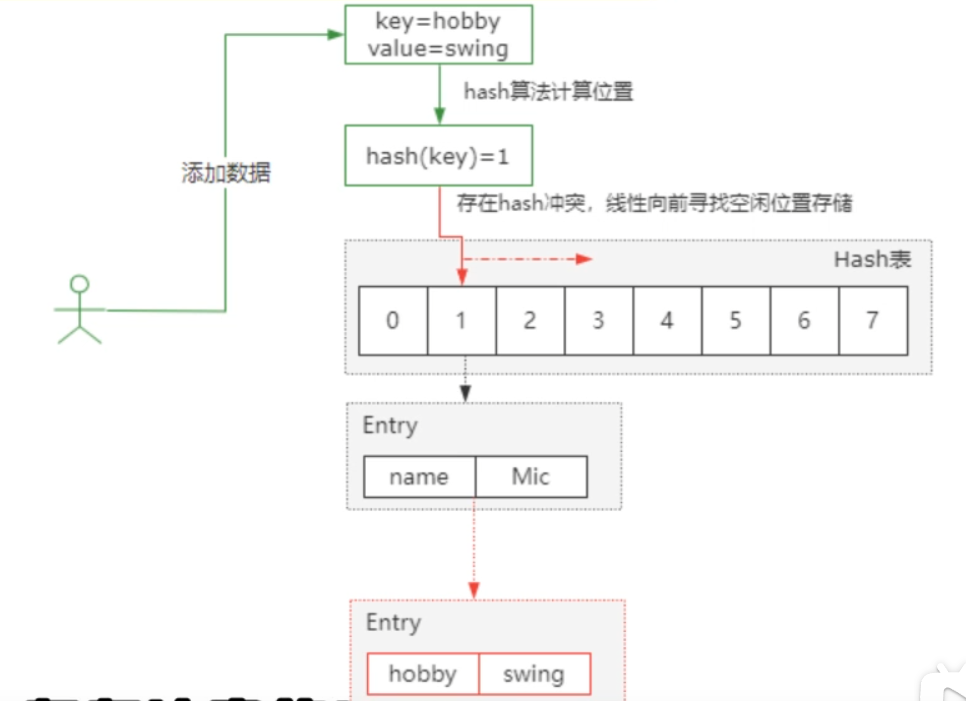 key=hobby
value=swing
hash算法计算位置
添加数据
hash(key)=1
存在hash冲突，线性向前寻找空闲位置存储
Hash表
0 1 2 3 4 5 6 7
Entry
name Mic
Entry
hobby swing